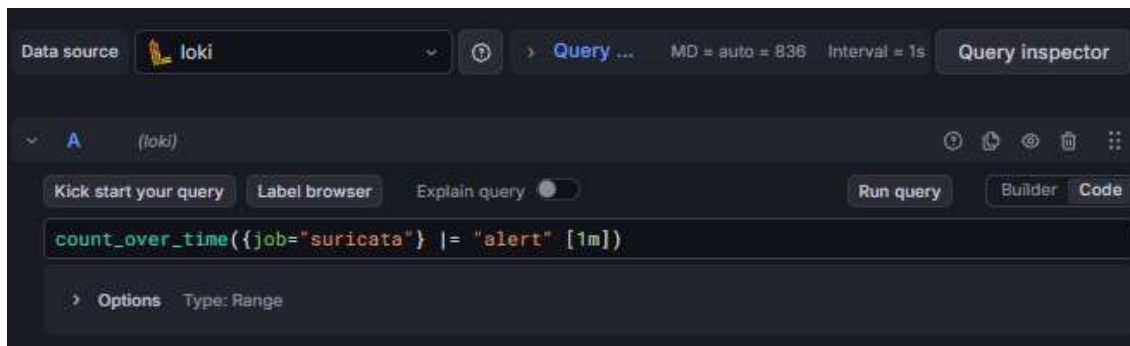 Data source loki Query ... MD = auto = 836 Interval = 1s Query inspector
A (loki)
Kick start your query Label browser Explain query Run query Builder Code
count_over_time({job="suricata"} |= "alert" [1m])
Options Type: Range